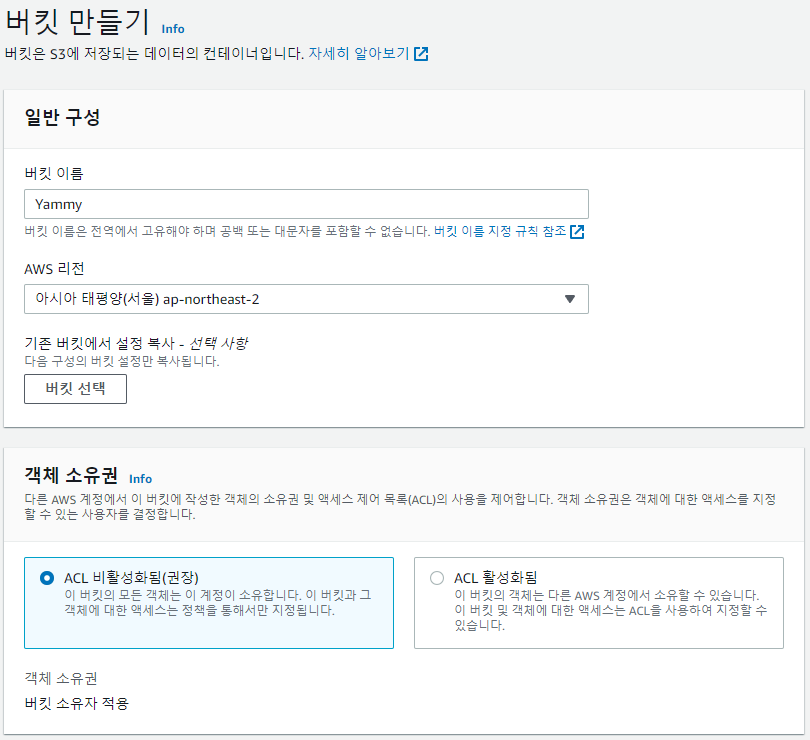 버킷 만들기 Info
버킷은 S3에 저장되는 데이터의 컨테이너입니다. 자세히 알아보기
일반 구성
버킷 이름
Yammy
버킷 이름은 전역에서 고유해야 하며 공백 또는 대문자를 포함할 수 없습니다. 버킷 이름 지정 규칙 참조
AWS 리전
아시아 태평양(서울) ap-northeast-2
기존 버킷에서 설정 복사 - 선택 사항
다음 구성의 버킷 설정만 복사됩니다.
버킷 선택
객체 소유권 Info
다른 AWS 계정에서 이 버킷에 작성한 객체의 소유권 및 액세스 제어 목록(ACL)의 사용을 제어합니다. 객체 소유권은 객체에 대한 액세스를 지정
할 수 있는 사용자를 결정합니다.
ACL 비활성화됨(권장)
이 버킷의 모든 객체는 이 계정이 소유합니다. 이 버킷과 그
객체에 대한 액세스는 정책을 통해서만 지정됩니다.
ACL 활성화됨
이 버킷의 객체는 다른 AWS 계정에서 소유할 수 있습니다.
이 버킷 및 객체에 대한 액세스는 ACL을 사용하여 지정할 수
있습니다.
객체 소유권
버킷 소유자 적용